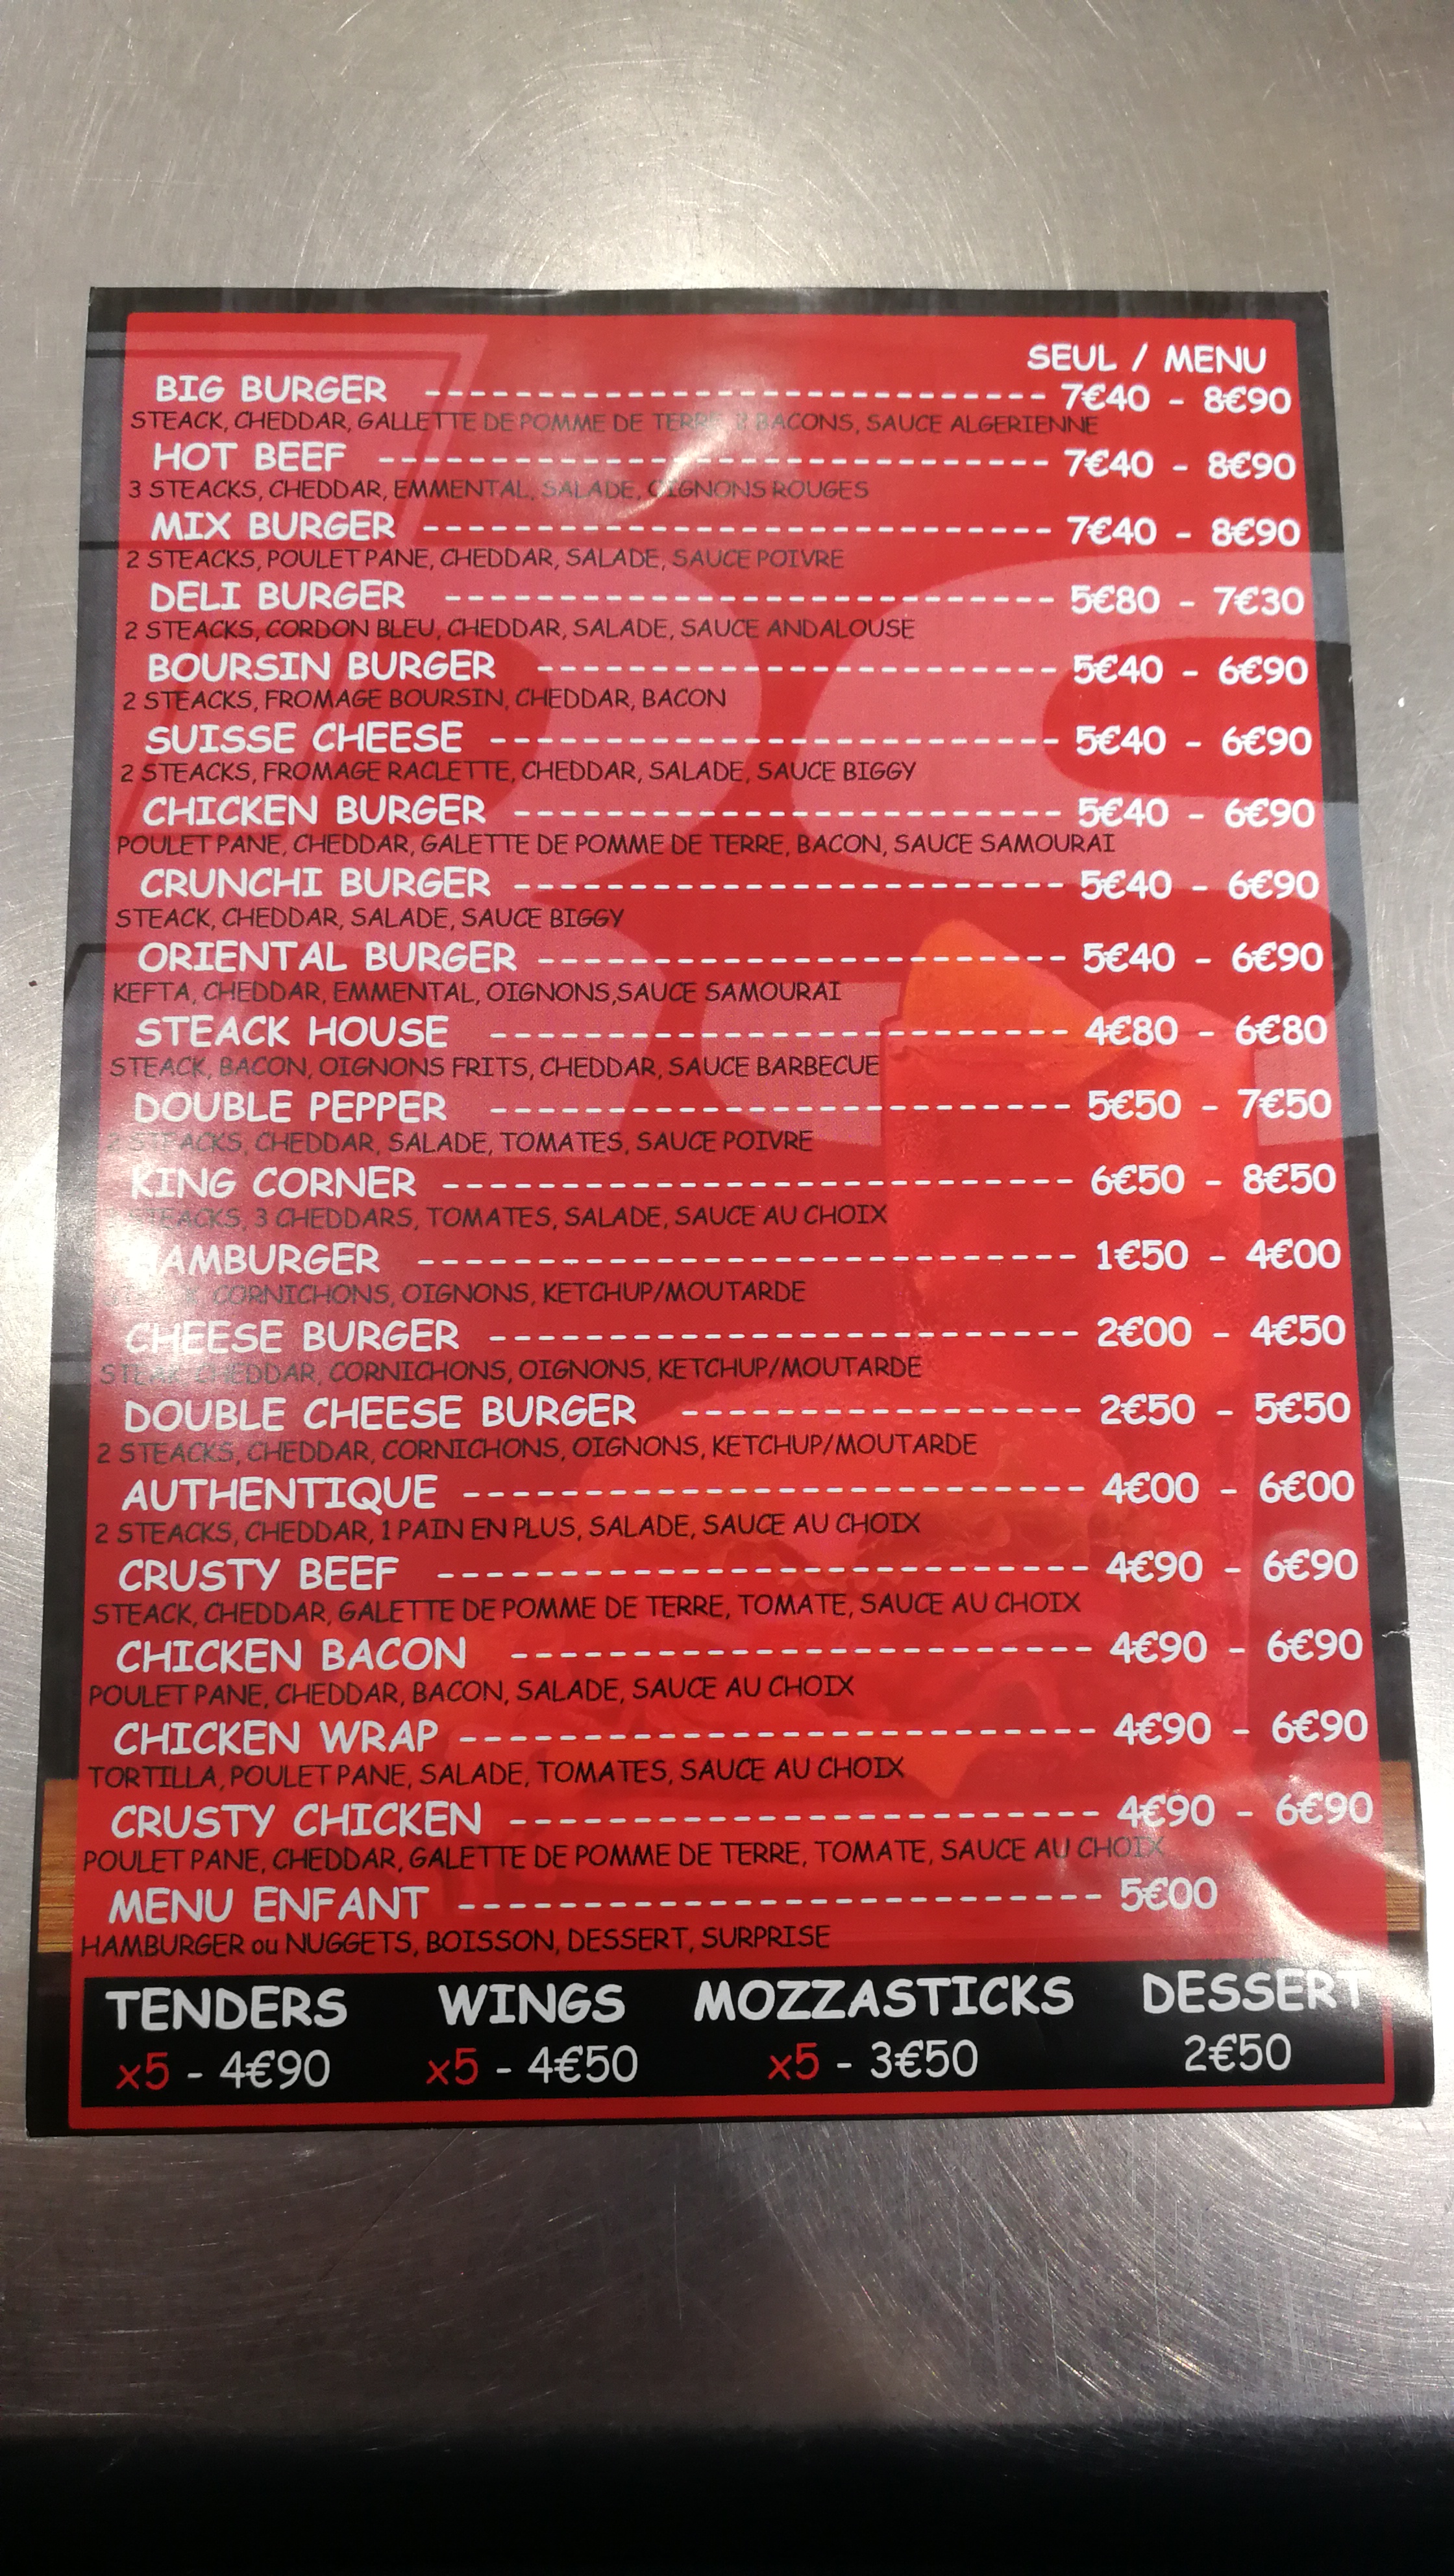 SEUL / MENU
BIG BURGER ---------------------------- 7€40 - 8€90
STEACK, CHEDDAR, GALLETTE DE POMME DE TERRE, BACONS, SAUCE ALGERIENNE
HOT BEEF ------------------------------ 7€40 - 8€90
3 STEACKS, CHEDDAR, EMMENTAL, SALADE, OIGNONS ROUGES
MIX BURGER ---------------------------- 7€40 - 8€90
2 STEACKS, POULET PANE, CHEDDAR, SALADE, SAUCE POIVRE
DELI BURGER --------------------------- 5€80 - 7€30
2 STEACKS, CORDON BLEU, CHEDDAR, SALADE, SAUCE ANDALOUSE
BOURSIN BURGER ----------------------- 5€40 - 6€90
2 STEACKS, FROMAGE BOURSIN, CHEDDAR, BACON
SUISSE CHEESE ------------------------- 5€40 - 6€90
2 STEACKS, FROMAGE RACLETTE, CHEDDAR, SALADE, SAUCE BIGGY
CHICKEN BURGER ------------------------ 5€40 - 6€90
POULET PANE, CHEDDAR, GALETTE DE POMME DE TERRE, BACON, SAUCE SAMOURAI
CRUNCHI BURGER ------------------------ 5€40 - 6€90
STEACK, CHEDDAR, SALADE, SAUCE BIGGY
ORIENTAL BURGER ----------------------- 5€40 - 6€90
KEFTA, CHEDDAR, EMMENTAL, OIGNONS,SAUCE SAMOURAI
STEACK HOUSE ------------------------- 4€80 - 6€80
STEACK, BACON, OIGNONS FRITS, CHEDDAR, SAUCE BARBECUE
DOUBLE PEPPER ------------------------- 5€50 - 7€50
2 STEACKS, CHEDDAR, SALADE, TOMATES, SAUCE POIVRE
KING CORNER --------------------------- 6€50 - 8€50
STEACKS, 3 CHEDDARS, TOMATES, SALADE, SAUCE AU CHOIX
HAMBURGER ---------------------------- 1€50 - 4€00
CORNICHONS, OIGNONS, KETCHUP/MOUTARDE
CHEESE BURGER ------------------------- 2€00 - 4€50
STEAK CHEDDAR, CORNICHONS, OIGNONS, KETCHUP/MOUTARDE
DOUBLE CHEESE BURGER ----------------- 2€50 - 5€50
2 STEACKS, CHEDDAR, CORNICHONS, OIGNONS, KETCHUP/MOUTARDE
AUTHENTIQUE --------------------------- 4€00 - 6€00
2 STEACKS, CHEDDAR, 1 PAIN EN PLUS, SALADE, SAUCE AU CHOIX
CRUSTY BEEF --------------------------- 4€90 - 6€90
STEACK, CHEDDAR, GALETTE DE POMME DE TERRE, TOMATE, SAUCE AU CHOIX
CHICKEN BACON ------------------------- 4€90 - 6€90
POULET PANE, CHEDDAR, BACON, SALADE, SAUCE AU CHOIX
CHICKEN WRAP -------------------------- 4€90 - 6€90
TORTILLA, POULET PANE, SALADE, TOMATES, SAUCE AU CHOIX
CRUSTY CHICKEN ------------------------ 4€90 - 6€90
POULET PANE, CHEDDAR, GALETTE DE POMME DE TERRE, TOMATE, SAUCE AU CHOIX
MENU ENFANT -------------------------- 5€00
HAMBURGER ou NUGGETS, BOISSON, DESSERT, SURPRISE
TENDERS WINGS MOZZASTICKS DESSERT
x5 - 4€90 x5 - 4€50 x5 - 3€50 2€50